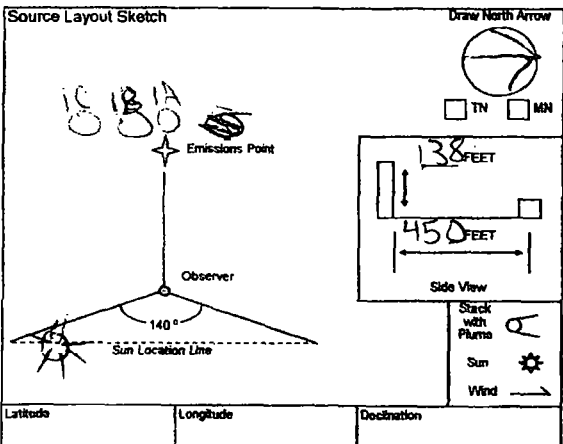 Source Layout Sketch
Draw North Arrow
1C 1B 1A
TN MN
Emissions Point
138 FEET
450 FEET
Observer
Side View
140°
Sun Location Line
Stack
with
Plume
Sun
Wind
Latitude Longitude Declination